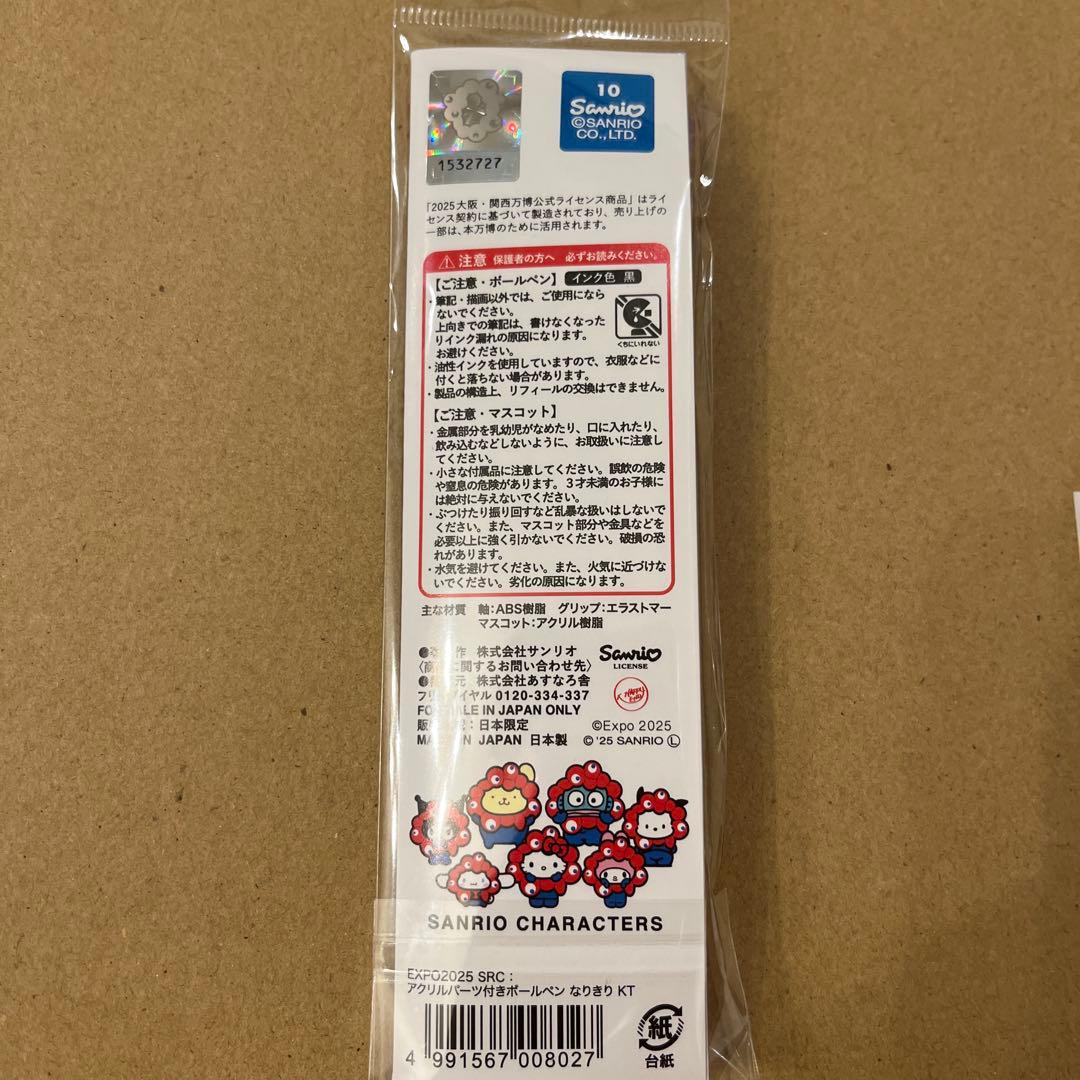 1532727
10
Sanrio
©SANRIO
CO., LTD.
「2025大阪・関西万博公式ライセンス商品」はライ
センス契約に基づいて製造されており、売り上げの
一部は、本万博のために活用されます。
注意 保護者の方へ 必ずお読みください。
【ご注意・ボールペン】 インク色 黒
・筆記・描画以外では、ご使用になら
ないでください。
上向きでの筆記は、書けなくなった
りインク漏れの原因になります。
お避けください。
くちにいれない
・油性インクを使用していますので、衣服などに
付くと落ちない場合があります。
・製品の構造上、リフィールの交換はできません。
【ご注意・マスコット】
・金属部分を乳幼児がなめたり、口に入れたり、
飲み込むなどしないように、お取扱いに注意し
てください。
・小さな付属品に注意してください。誤飲の危険
や窒息の危険があります。3才未満のお子様に
は絶対に与えないでください。
・ぶつけたり振り回すなど乱暴な扱いはしないで
ください。また、マスコット部分や金具などを
必要以上に強く引かないでください。破損の恐
れがあります。
・水気を避けてください。また、火気に近づけな
いでください。劣化の原因になります。
主な材質 軸:ABS樹脂 グリップ:エラストマー
マスコット:アクリル樹脂
作 株式会社サンリオ
に関するお問い合わせ先〉
元 株式会社あすなろ舎
イヤル 0120-334-337
IN JAPAN ONLY
:日本限定
JAPAN 日本製
Sanrio
LICENSE
©Expo 2025
©'25 SANRIO Ⓛ
SANRIO CHARACTERS
EXPO2025 SRC:
アクリルパーツ付きボールペン なりきり KT
4 991567 008027
紙
台紙